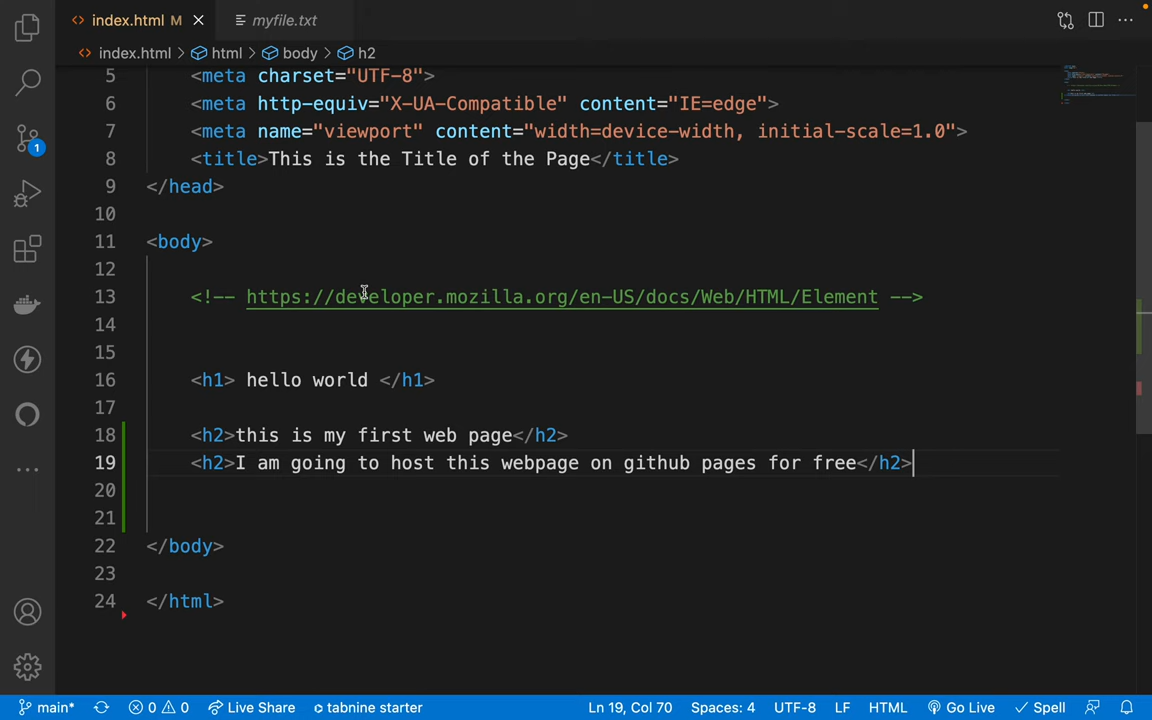 index.html M
myfile.txt
index.html > html > body > h2
5 <meta charset="UTF-8">
6 <meta http-equiv="X-UA-Compatible" content="IE=edge">
7 <meta name="viewport" content="width=device-width, initial-scale=1.0">
8 <title>This is the Title of the Page</title>
9 </head>
10
11 <body>
12
13 <!-- https://developer.mozilla.org/en-US/docs/Web/HTML/Element -->
14
15
16 <h1> hello world </h1>
17
18 <h2>this is my first web page</h2>
19 <h2>I am going to host this webpage on github pages for free</h2>
20
21
22 </body>
23
24 </html>
1
main* 0 0 Live Share tabnine starter Ln 19, Col 70 Spaces: 4 UTF-8 LF HTML Go Live Spell